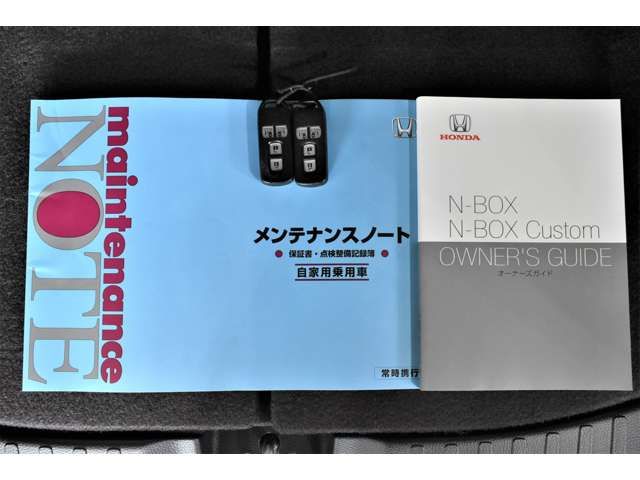 maintenance
NOTE
メンテナンスノート
保証書・点検整備記録簿
自家用乗用車
常時携行
HONDA
N-BOX
N-BOX Custom
OWNER'S GUIDE
オーナーズガイド